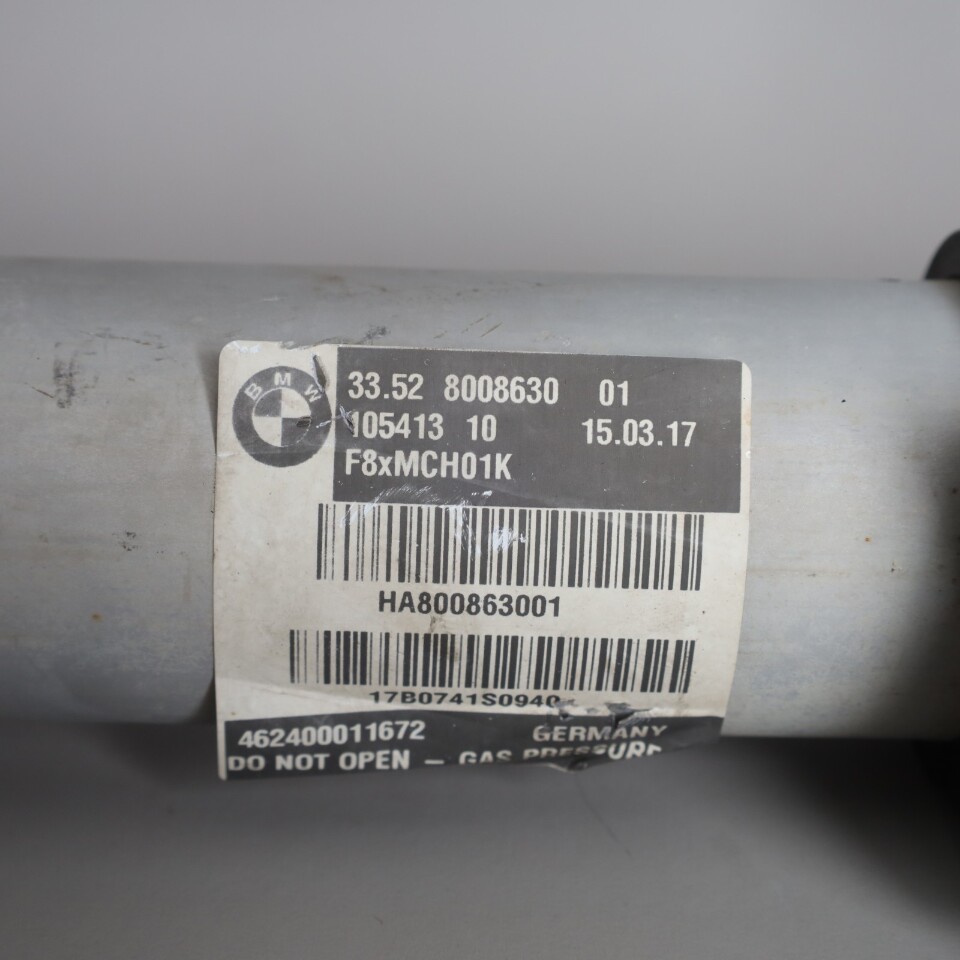 BMW
33.52 8008630 01
105413 10 15.03.17
F8xMCH01K
HA800863001
17B0741S0940
462400011672 GERMANY
DO NOT OPEN – GAS PRESSURE